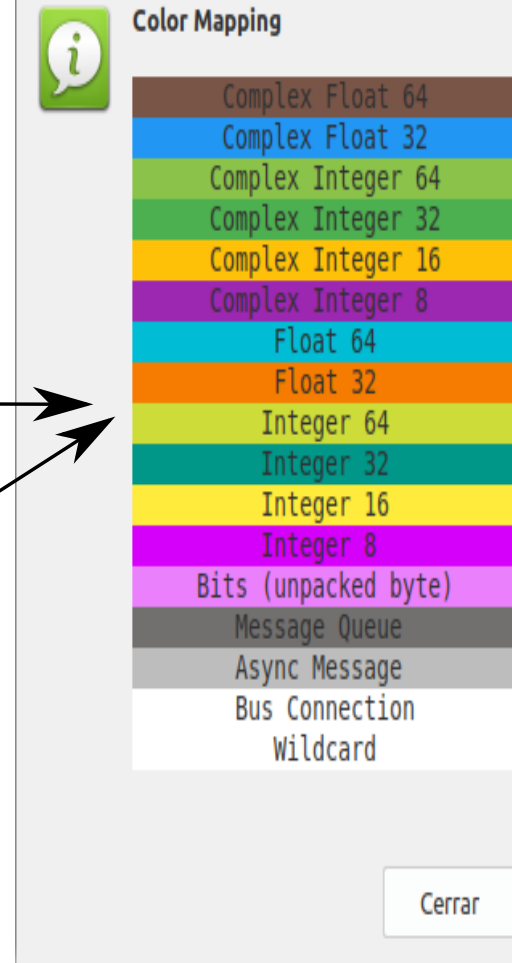 Color Mapping
Complex Float 64
Complex Float 32
Complex Integer 64
Complex Integer 32
Complex Integer 16
Complex Integer 8
Float 64
Float 32
Integer 64
Integer 32
Integer 16
Integer 8
Bits (unpacked byte)
Message Queue
Async Message
Bus Connection
Wildcard
Cerrar